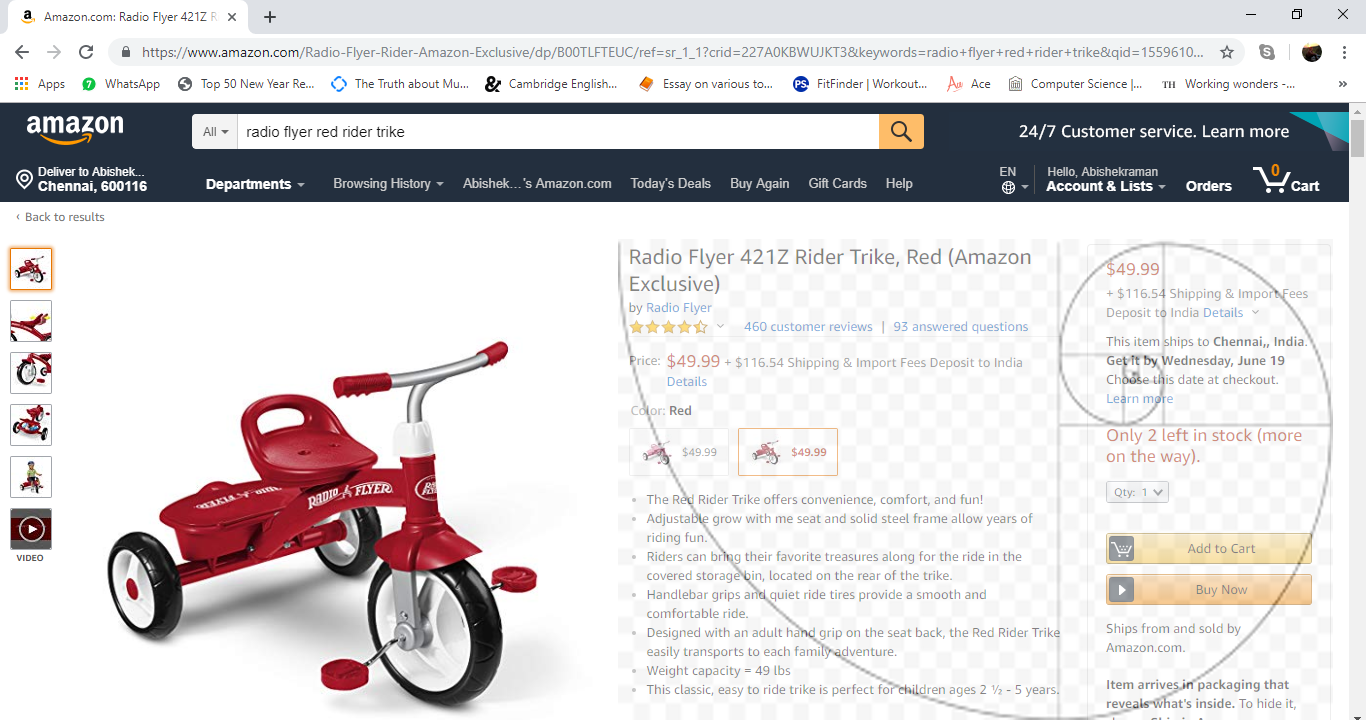 Amazon.com: Radio Flyer 421Z R
https://www.amazon.com/Radio-Flyer-Rider-Amazon-Exclusive/dp/B00TLFTEUC/ref=sr_1_1?crid=227A0KBWUJKT3&keywords=radio+flyer+red+rider+trike&qid=1559610...
Apps WhatsApp Top 50 New Year Re... The Truth about Mu... Cambridge English... Essay on various to... FitFinder | Workout... Ace Computer Science |... TH Working wonders -... »
amazon All radio flyer red rider trike 24/7 Customer service. Learn more
Deliver to Abishek...
Chennai, 600116
Departments Browsing History Abishek...'s Amazon.com Today's Deals Buy Again Gift Cards Help
EN Hello, Abishekraman
Account & Lists Orders 0 Cart
‹ Back to results
VIDEO
RADIO FLYER
Radio Flyer 421Z Rider Trike, Red (Amazon
Exclusive)
by Radio Flyer
460 customer reviews | 93 answered questions
Price: $49.99 + $116.54 Shipping & Import Fees Deposit to India
Details
Color: Red
$49.99 $49.99
• The Red Rider Trike offers convenience, comfort, and fun!
• Adjustable grow with me seat and solid steel frame allow years of
riding fun.
• Riders can bring their favorite treasures along for the ride in the
covered storage bin, located on the rear of the trike.
• Handlebar grips and quiet ride tires provide a smooth and
comfortable ride.
• Designed with an adult hand grip on the seat back, the Red Rider Trike
easily transports to each family adventure.
• Weight capacity = 49 lbs
• This classic, easy to ride trike is perfect for children ages 2 ½ - 5 years.
$49.99
+ $116.54 Shipping & Import Fees
Deposit to India Details
This item ships to Chennai,, India.
Get it by Wednesday, June 19
Choose this date at checkout.
Learn more
Only 2 left in stock (more
on the way).
Qty: 1
Add to Cart
Buy Now
Ships from and sold by
Amazon.com.
Item arrives in packaging that
reveals what's inside. To hide it,